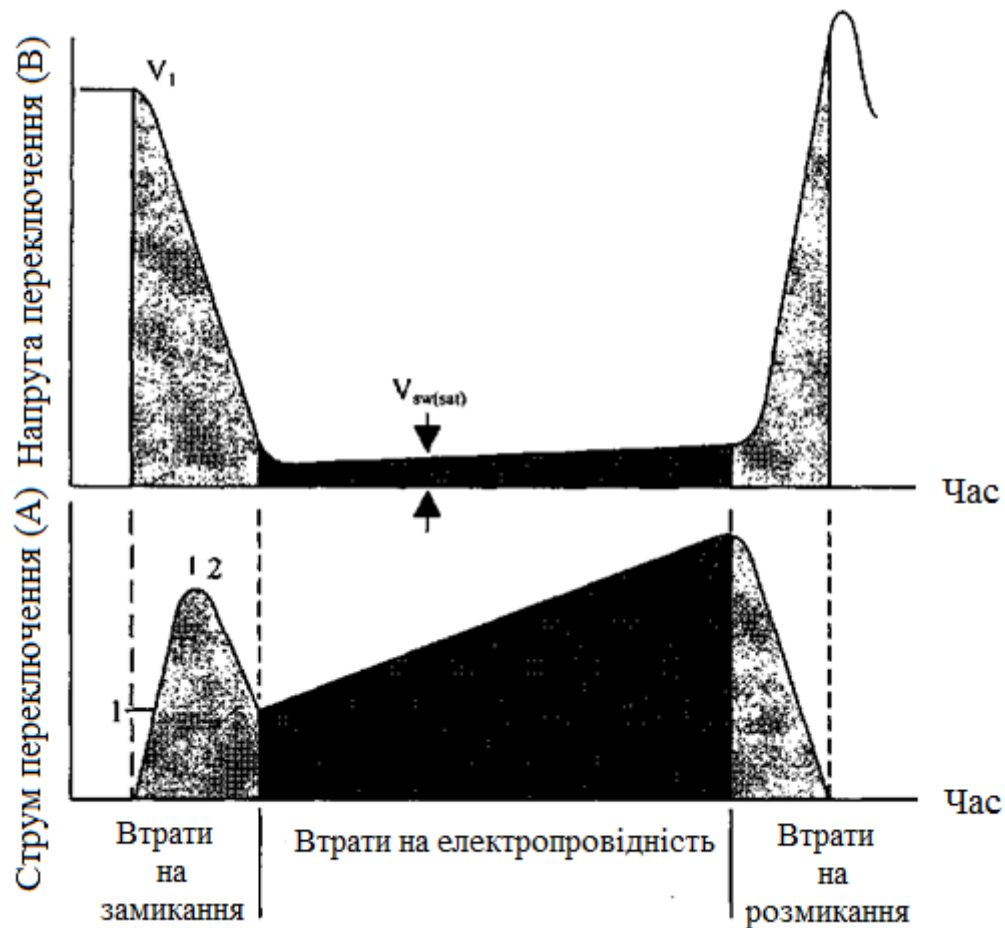 Напруга переключення (В)
V1
Vsw(sat)
Час
Струм переключення (А)
I 2
1
Час
Втрати
на
замикання
Втрати на електропровідність
Втрати
на
розмикання